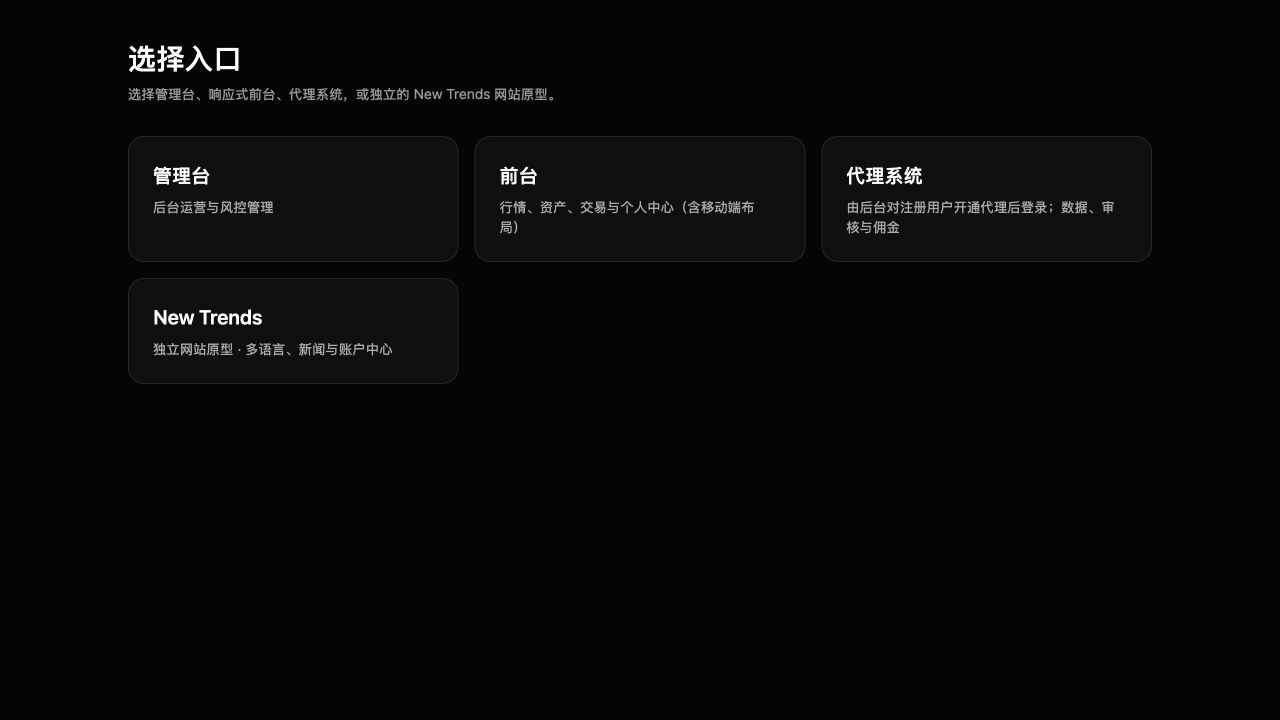 选择入口
选择管理台、响应式前台、代理系统，或独立的 New Trends 网站原型。
管理台
后台运营与风控管理
前台
行情、资产、交易与个人中心（含移动端布
局）
代理系统
由后台对注册用户开通代理后登录；数据、审
核与佣金
New Trends
独立网站原型 · 多语言、新闻与账户中心